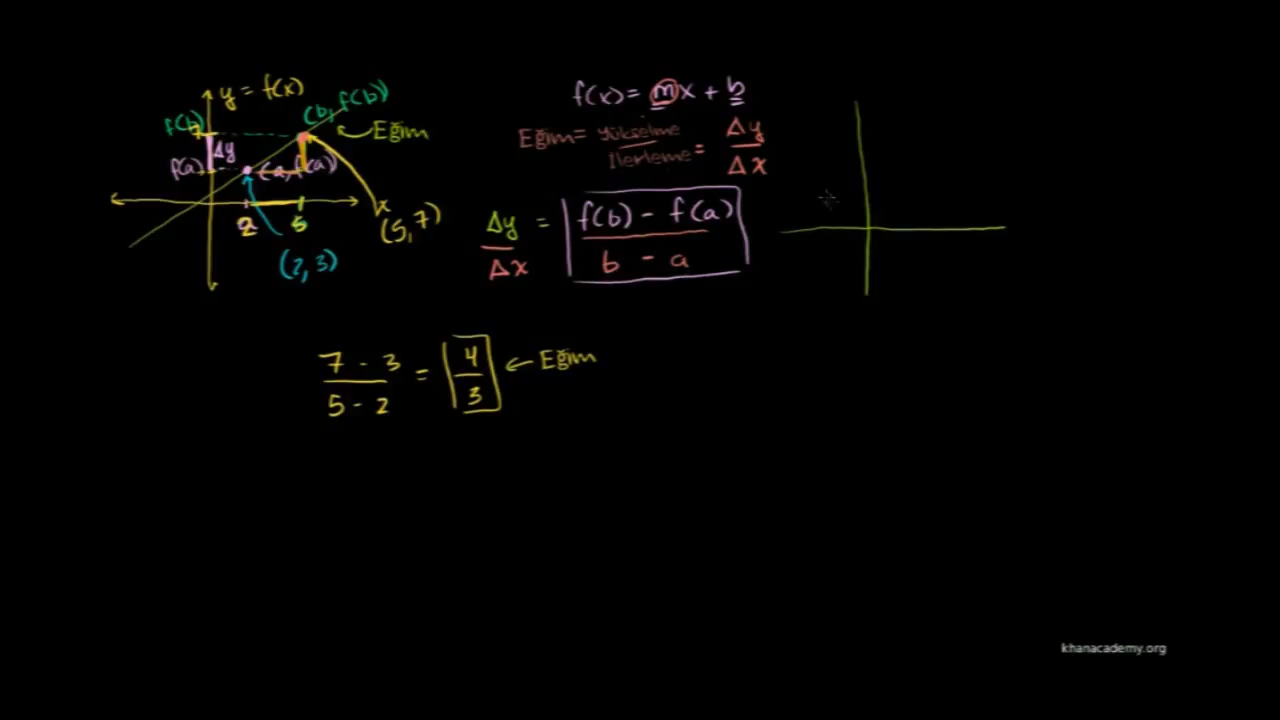 y = f(x)
f(b)
7
(b, f(b))
Eğim
Δy
f(a)
(a, f(a))
x
2
5
(5, 7)
(2, 3)
f(x) = mx + b
Eğim = Yükselme / İlerleme = Δy / Δx
Δy / Δx = f(b) - f(a) / b - a
7 - 3 / 5 - 2 = 4 / 3 ← Eğim
khanacademy.org